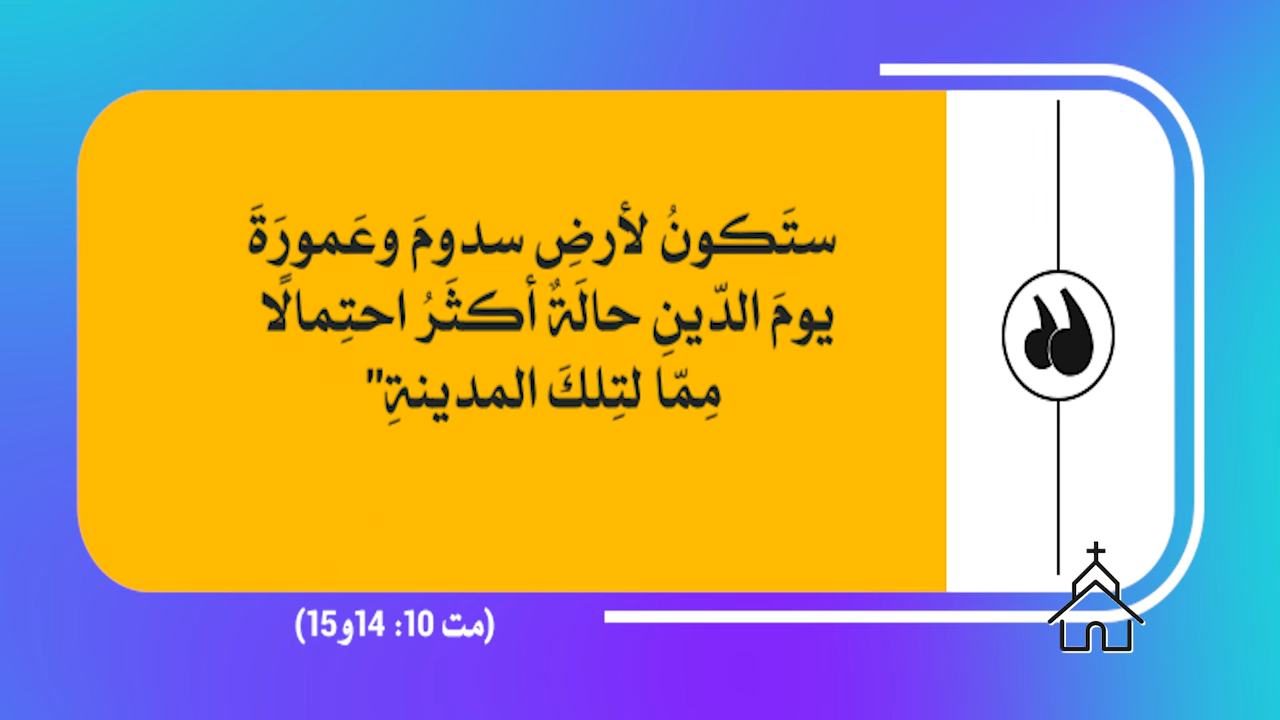 ستَكونُ لأرضِ سدومَ وعَمورَةَ
يومَ الدّينِ حالَةٌ أكثَرُ احتِمالًا
مِمّا لتِلكَ المدينةِ"
(مت 10: 14و15)